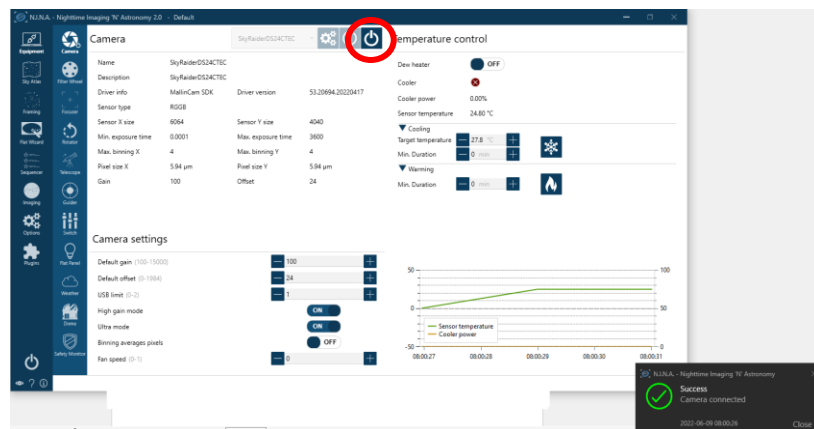 N.I.N.A. - Nighttime Imaging 'N' Astronomy 2.0 - Default
Equipment
Camera
Camera
SkyRaiderDS24CTEC
Temperature control
Name SkyRaiderDS24CTEC
Dew heater OFF
Sky Atlas
Filter Wheel
Description SkyRaiderDS24CTEC
Cooler
Driver info MallinCam SDK Driver version 53.20694.20220417
Cooler power 0.00%
Framing
Focuser
Sensor type RGGB
Sensor temperature 24.80 °C
Sensor X size 6064 Sensor Y size 4040
Cooling
Min. exposure time 0.0001 Max. exposure time 3600
Target temperature 27.8 °C
Flat Wizard
Rotator
Max. binning X 4 Max. binning Y 4
Min. Duration 0 min
Pixel size X 5.94 µm Pixel size Y 5.94 µm
Warming
Sequencer
Telescope
Gain 100 Offset 24
Min. Duration 0 min
Imaging
Guider
Options
Switch
Camera settings
Plugins
Flat Panel
Default gain (100-15000) 100
Default offset (0-1984) 24
Weather
USB limit (0-2) 1
High gain mode ON
Dome
Ultra mode ON
Binning averages pixels OFF
Safety Monitor
Fan speed (0-1) 0
50
0
-50
100
50
0
Sensor temperature
Cooler power
08:00:27 08:00:28 08:00:29 08:00:30 08:00:31
N.I.N.A. - Nighttime Imaging 'N' Astronomy
Success
Camera connected
2022-06-09 08:00:26 Close